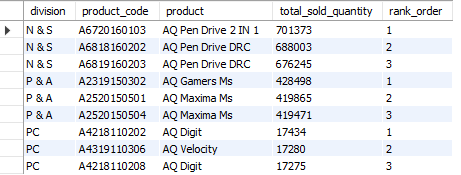 division product_code product total_sold_quantity rank_order
N & S A6720160103 AQ Pen Drive 2 IN 1 701373 1
N & S A6818160202 AQ Pen Drive DRC 688003 2
N & S A6819160203 AQ Pen Drive DRC 676245 3
P & A A2319150302 AQ Gamers Ms 428498 1
P & A A2520150501 AQ Maxima Ms 419865 2
P & A A2520150504 AQ Maxima Ms 419471 3
PC A4218110202 AQ Digit 17434 1
PC A4319110306 AQ Velocity 17280 2
PC A4218110208 AQ Digit 17275 3